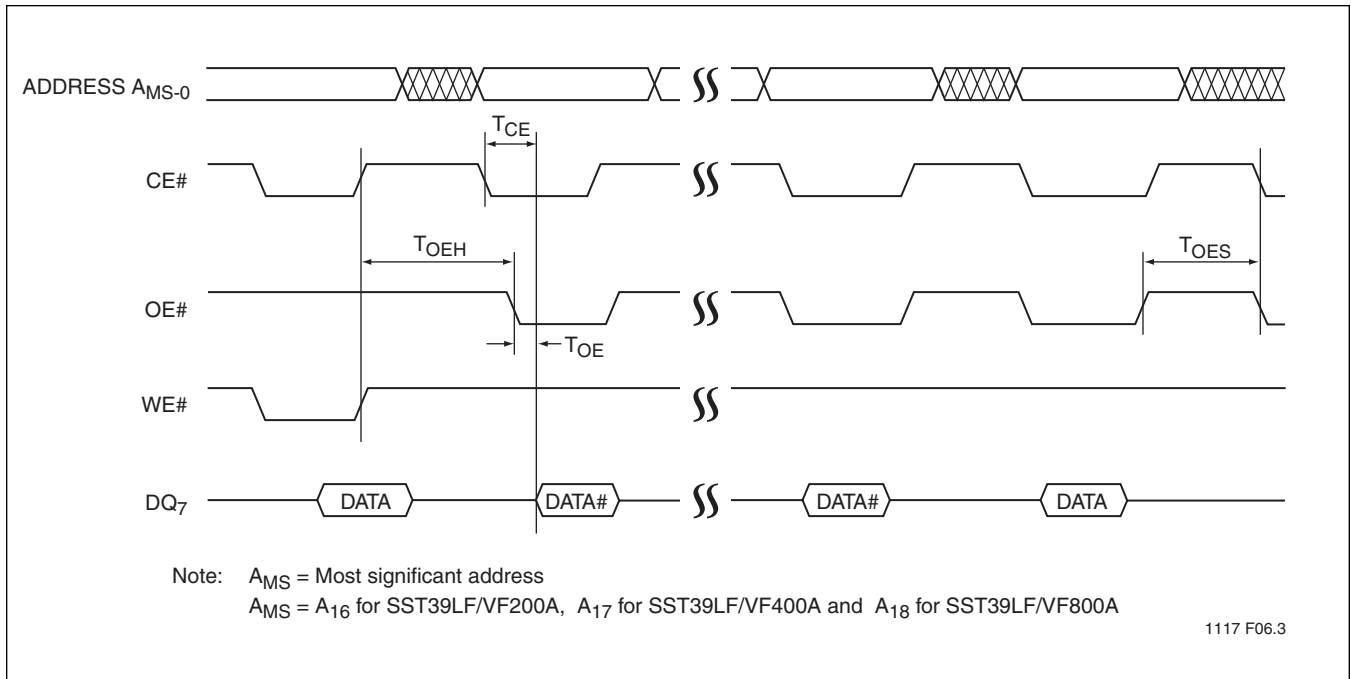 ADDRESS AMS-0
TCE
CE#
TOEH
TOES
OE#
TOE
WE#
DQ7
DATA
DATA#
DATA#
DATA
Note: AMS = Most significant address
AMS = A16 for SST39LF/VF200A, A17 for SST39LF/VF400A and A18 for SST39LF/VF800A
1117 F06.3